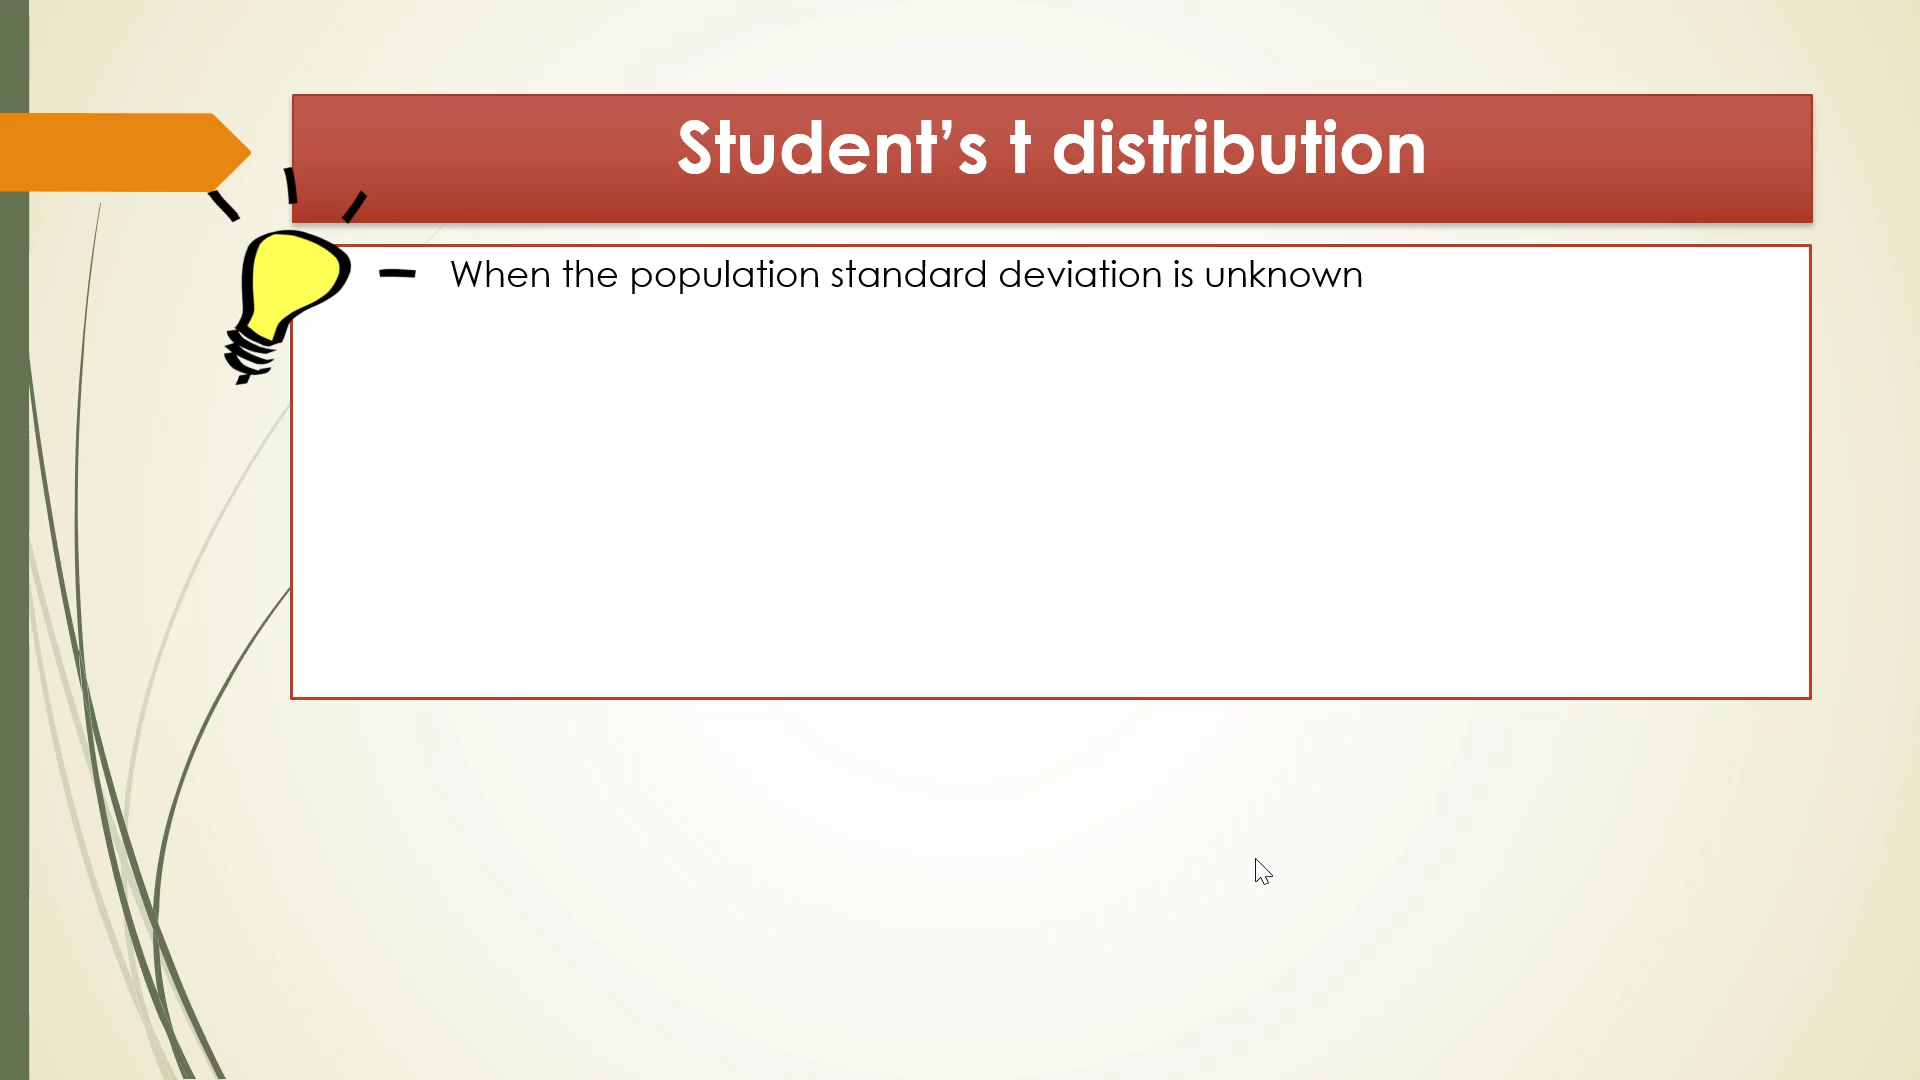 Student’s t distribution
When the population standard deviation is unknown